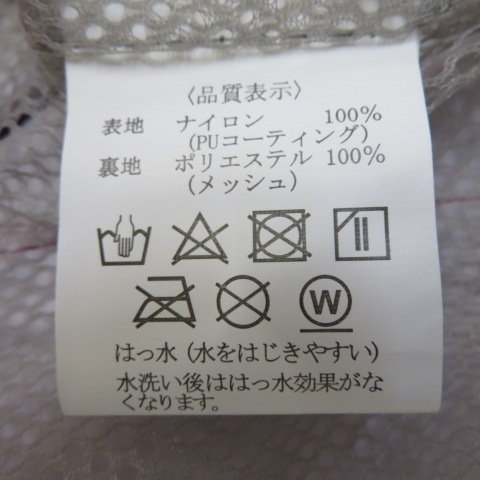 〈品質表示〉
表地 ナイロン 100%
(PUコーティング)
裏地 ポリエステル 100%
(メッシュ)
W
はっ水 (水をはじきやすい)
水洗い後ははっ水効果がな
くなります。